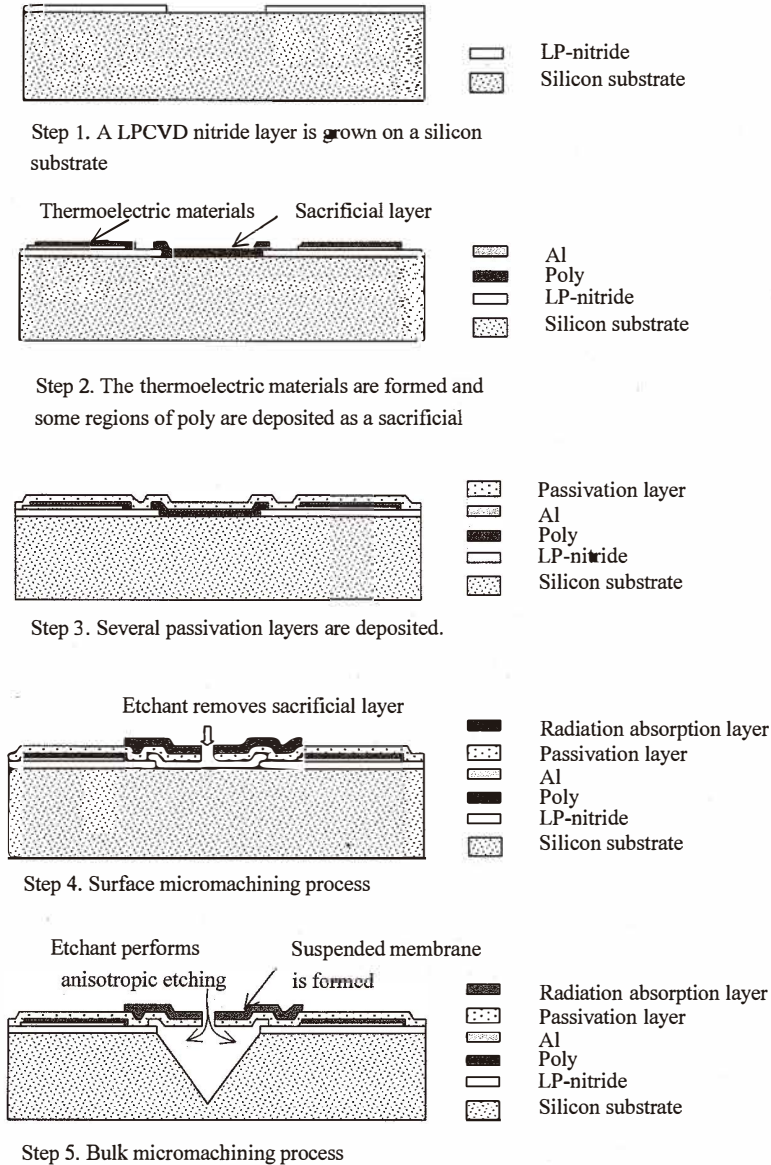 LP-nitride
Silicon substrate
Step 1. A LPCVD nitride layer is grown on a silicon
substrate
Thermoelectric materials
Sacrificial layer
Al
Poly
LP-nitride
Silicon substrate
Step 2. The thermoelectric materials are formed and
some regions of poly are deposited as a sacrificial
Passivation layer
Al
Poly
LP-nitride
Silicon substrate
Step 3. Several passivation layers are deposited.
Etchant removes sacrificial layer
Radiation absorption layer
Passivation layer
Al
Poly
LP-nitride
Silicon substrate
Step 4. Surface micromachining process
Etchant performs
anisotropic etching
Suspended membrane
is formed
Radiation absorption layer
Passivation layer
Al
Poly
LP-nitride
Silicon substrate
Step 5. Bulk micromachining process